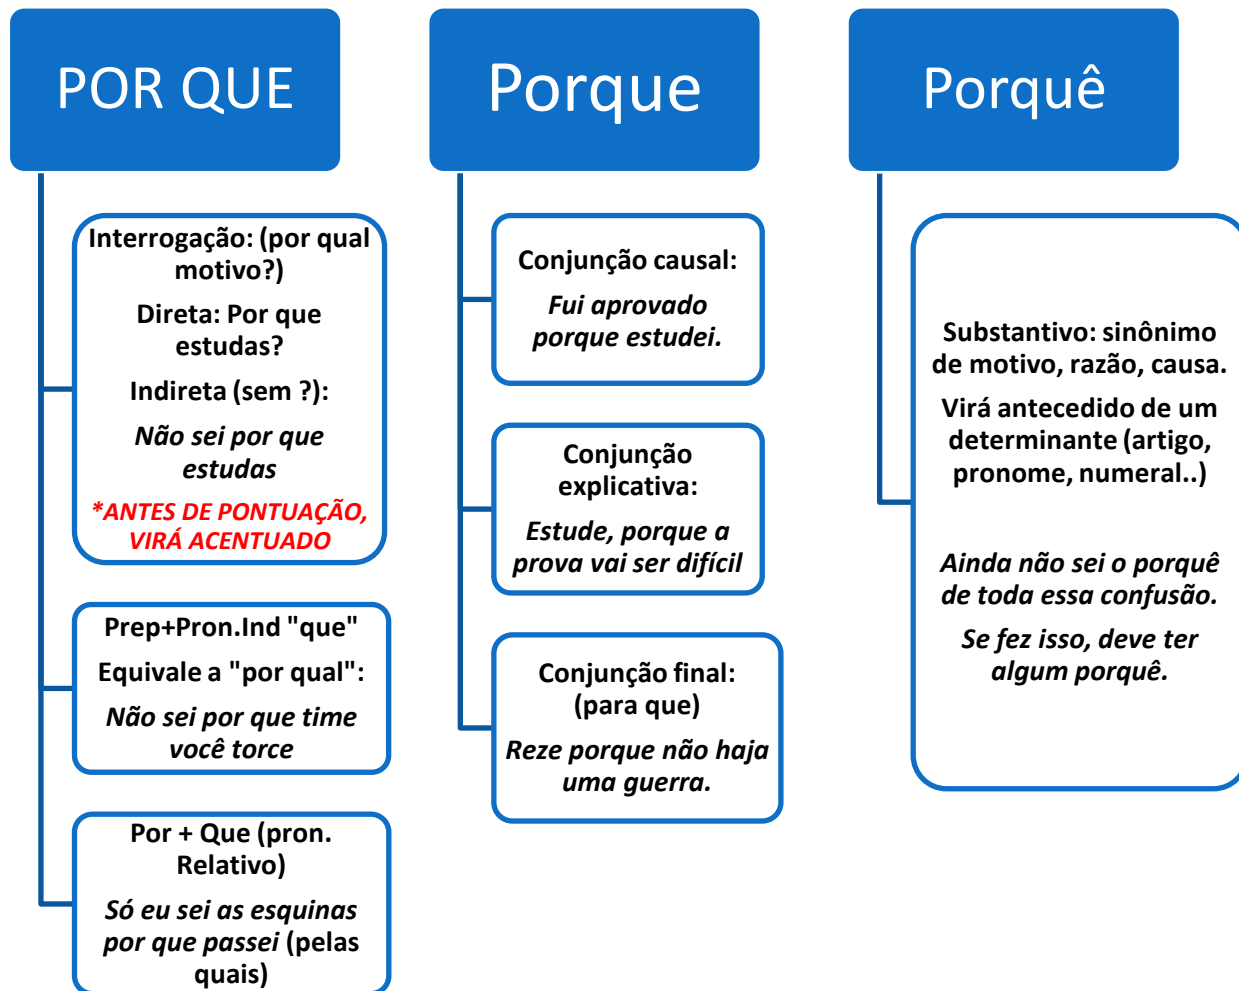 POR QUE
Interrogação: (por qual
motivo?)
Direta: Por que
estudas?
Indireta (sem ?):
Não sei por que
estudas
*ANTES DE PONTUAÇÃO,
VIRÁ ACENTUADO
Prep+Pron.Ind "que"
Equivale a "por qual":
Não sei por que time
você torce
Por + Que (pron.
Relativo)
Só eu sei as esquinas
por que passei (pelas
quais)
Porque
Conjunção causal:
Fui aprovado
porque estudei.
Conjunção
explicativa:
Estude, porque a
prova vai ser difícil
Conjunção final:
(para que)
Reze porque não haja
uma guerra.
Porquê
Substantivo: sinônimo
de motivo, razão, causa.
Virá antecedido de um
determinante (artigo,
pronome, numeral..)
Ainda não sei o porquê
de toda essa confusão.
Se fez isso, deve ter
algum porquê.